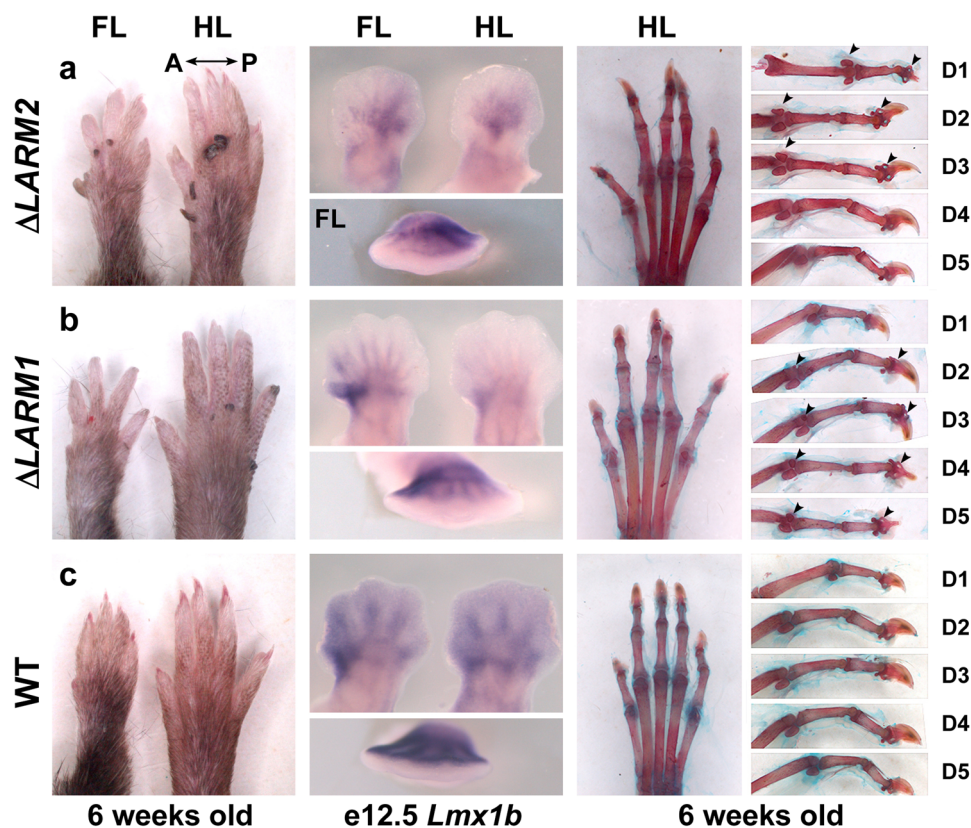 FL HL FL HL HL
A ↔ P
a
ΔLARM2
FL
D1
D2
D3
D4
D5
b
ΔLARM1
D1
D2
D3
D4
D5
c
WT
D1
D2
D3
D4
D5
6 weeks old e12.5 Lmx1b 6 weeks old